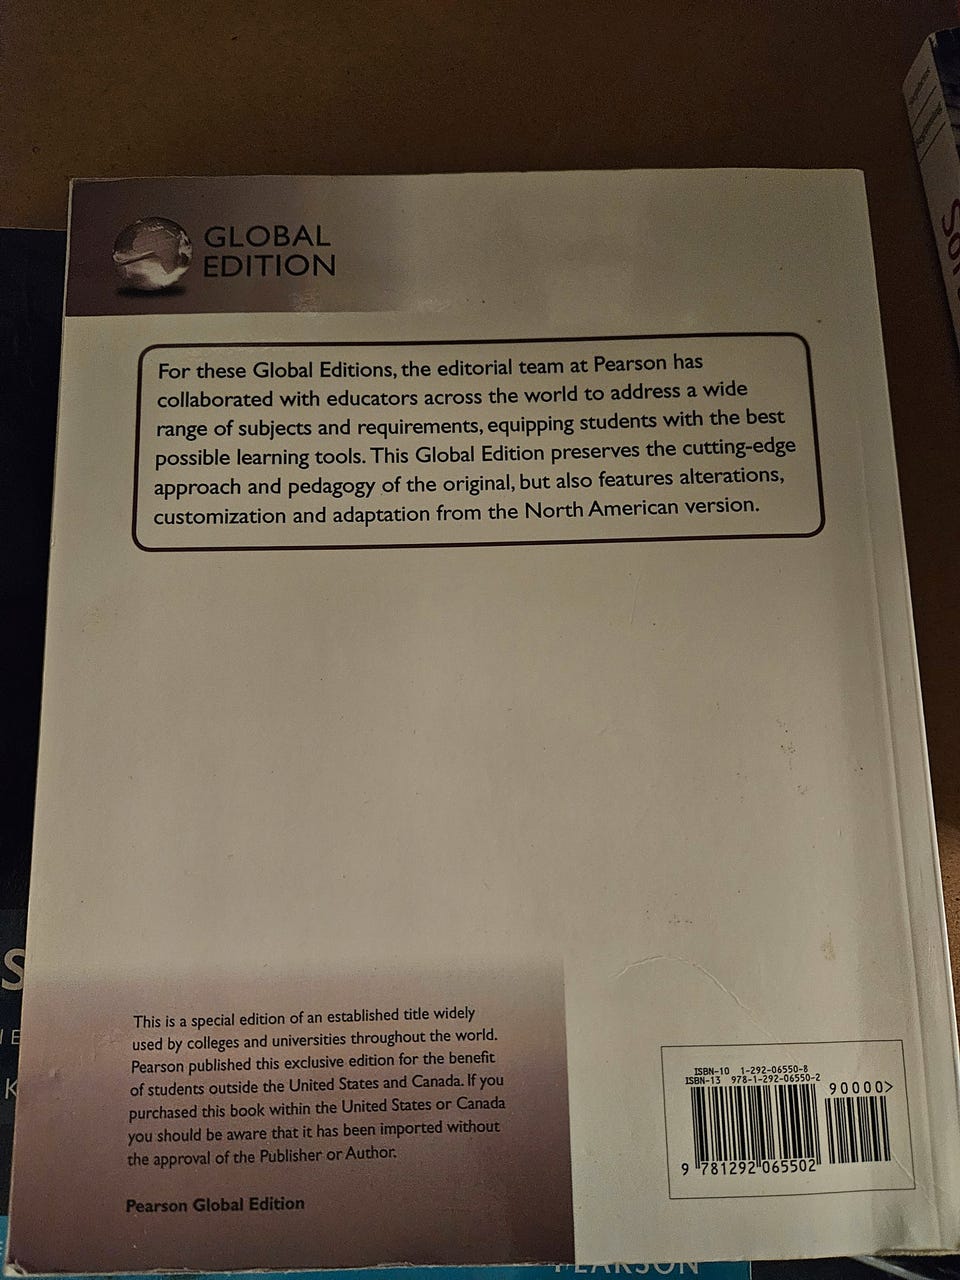 GLOBAL
EDITION
For these Global Editions, the editorial team at Pearson has
collaborated with educators across the world to address a wide
range of subjects and requirements, equipping students with the best
possible learning tools. This Global Edition preserves the cutting-edge
approach and pedagogy of the original, but also features alterations,
customization and adaptation from the North American version.
This is a special edition of an established title widely
used by colleges and universities throughout the world.
Pearson published this exclusive edition for the benefit
of students outside the United States and Canada. If you
purchased this book within the United States or Canada
you should be aware that it has been imported without
the approval of the Publisher or Author.
Pearson Global Edition
ISBN-10 1-292-06550-8
ISBN-13 978-1-292-06550-2
90000>
9 781292 065502
PEARSON